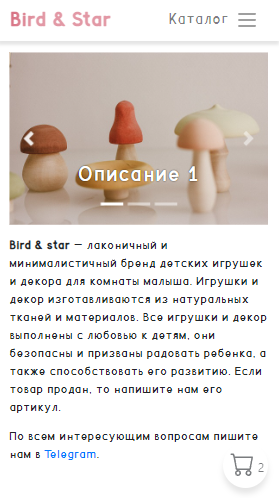 Bird & Star
Каталог
Описание 1
Bird & star — лаконичный и
минималистичный бренд детских игрушек
и декора для комнаты малыша. Игрушки и
декор изготавливаются из натуральных
тканей и материалов. Все игрушки и декор
выполнены с любовью к детям, они
безопасны и призваны радовать ребенка, а
также способствовать его развитию. Если
товар продан, то напишите нам его
артикул.
По всем интересующим вопросам пишите
нам в Telegram.
2